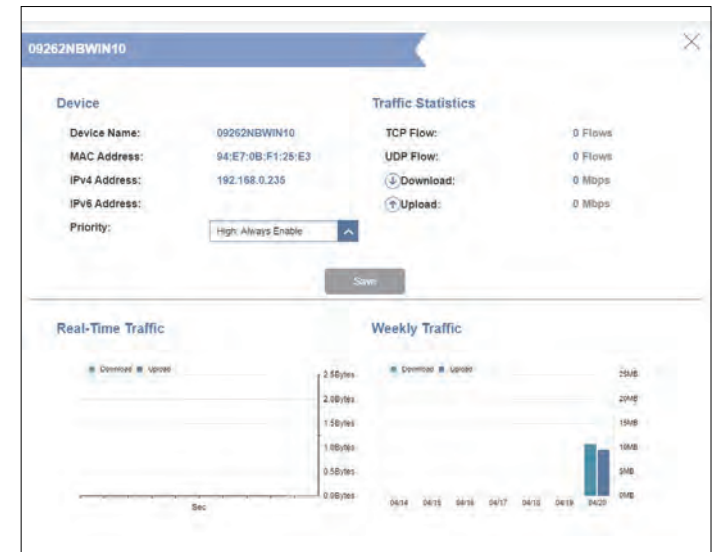 09262NBWIN10
Device
Device Name: 09262NBWIN10
MAC Address: 94:E7:0B:F1:25:E3
IPv4 Address: 192.168.0.235
IPv6 Address:
Priority: High: Always Enable
Traffic Statistics
TCP Flow: 0 Flows
UDP Flow: 0 Flows
Download: 0 Mbps
Upload: 0 Mbps
Save
Real-Time Traffic
Download Upload
2.5Bytes
2.0Bytes
1.5Bytes
1.0Bytes
0.5Bytes
0.0Bytes
Sec
Weekly Traffic
Download Upload
25MB
20MB
15MB
10MB
5MB
0MB
04/14 04/15 04/16 04/17 04/18 04/19 04/20